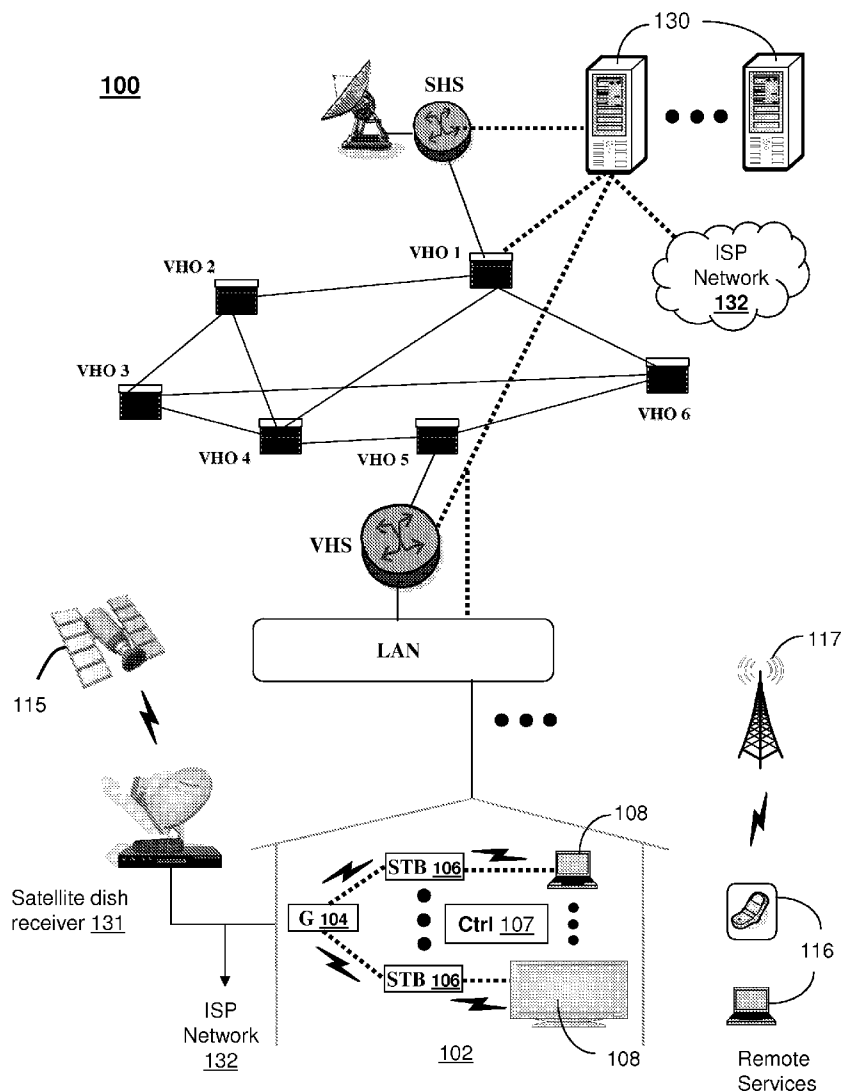 130
100
SHS
VHO 1
ISP
Network
132
VHO 2
VHO 3
VHO 6
VHO 4
VHO 5
VHS
LAN
115
117
108
STB 106
Satellite dish
receiver 131
G 104
Ctrl 107
116
STB 106
ISP
Network
132
102
108
Remote
Services